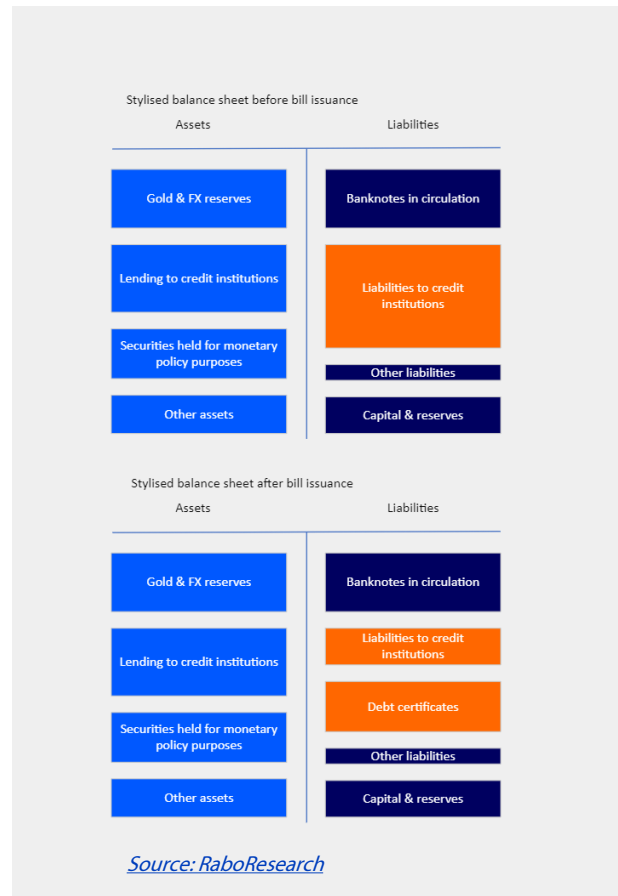 Stylised balance sheet before bill issuance
Assets
Liabilities
Gold & FX reserves
Banknotes in circulation
Lending to credit institutions
Liabilities to credit
institutions
Securities held for monetary
policy purposes
Other liabilities
Other assets
Capital & reserves
Stylised balance sheet after bill issuance
Assets
Liabilities
Gold & FX reserves
Banknotes in circulation
Lending to credit institutions
Liabilities to credit
institutions
Debt certificates
Securities held for monetary
policy purposes
Other liabilities
Other assets
Capital & reserves
Source: RaboResearch